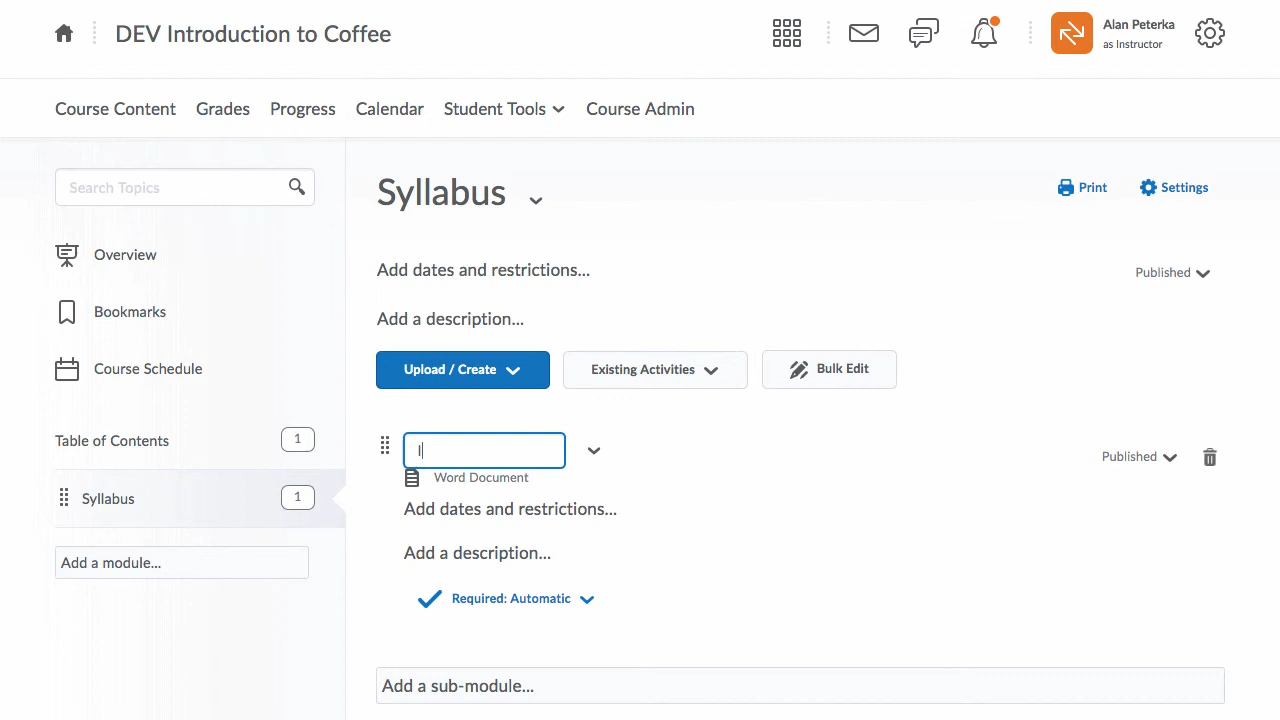 DEV Introduction to Coffee
Alan Peterka
as Instructor
Course Content Grades Progress Calendar Student Tools Course Admin
Search Topics
Overview
Bookmarks
Course Schedule
Table of Contents 1
Syllabus 1
Add a module...
Syllabus
Print Settings
Add dates and restrictions...
Published
Add a description...
Upload / Create Existing Activities Bulk Edit
I
Published
Word Document
Add dates and restrictions...
Add a description...
Required: Automatic
Add a sub-module...